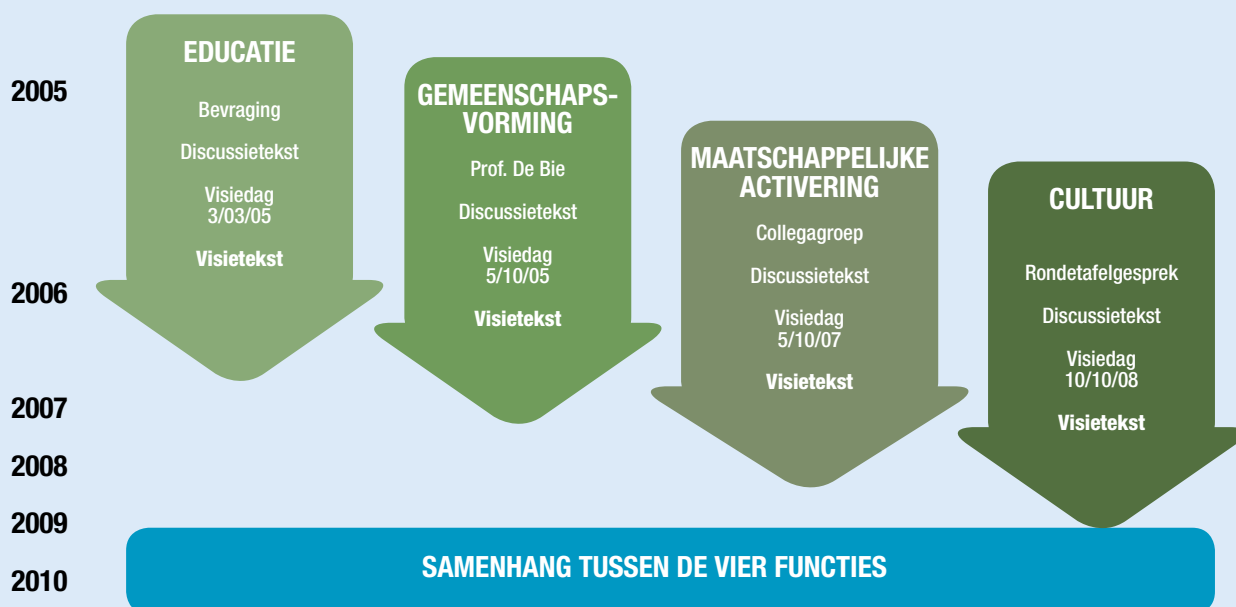 2005
2006
2007
2008
2009
2010
EDUCATIE
Bevraging
Discussietekst
Visiedag
3/03/05
Visietekst
GEMEENSCHAPS-
VORMING
Prof. De Bie
Discussietekst
Visiedag
5/10/05
Visietekst
MAATSCHAPPELIJKE
ACTIVERING
Collegagroep
Discussietekst
Visiedag
5/10/07
Visietekst
CULTUUR
Rondetafelgesprek
Discussietekst
Visiedag
10/10/08
Visietekst
SAMENHANG TUSSEN DE VIER FUNCTIES